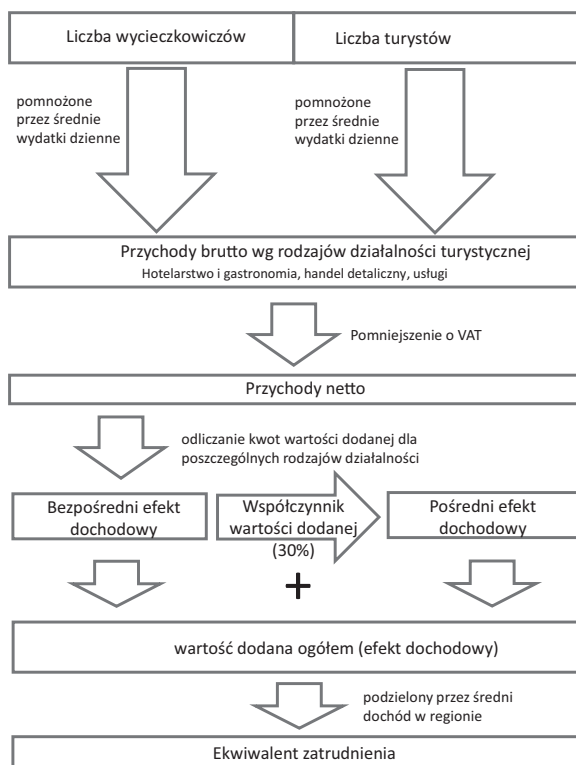 Liczba wycieczkowiczów
Liczba turystów
pomnożone
przez średnie
wydatki dzienne
pomnożone
przez średnie
wydatki dzienne
Przychody brutto wg rodzajów działalności turystycznej
Hotelarstwo i gastronomia, handel detaliczny, usługi
Pomniejszenie o VAT
Przychody netto
odliczanie kwot wartości dodanej dla
poszczególnych rodzajów działalności
Bezpośredni efekt
dochodowy
Współczynnik
wartości dodanej
(30%)
Pośredni efekt
dochodowy
+
wartość dodana ogółem (efekt dochodowy)
podzielony przez średni
dochód w regionie
Ekwiwalent zatrudnienia